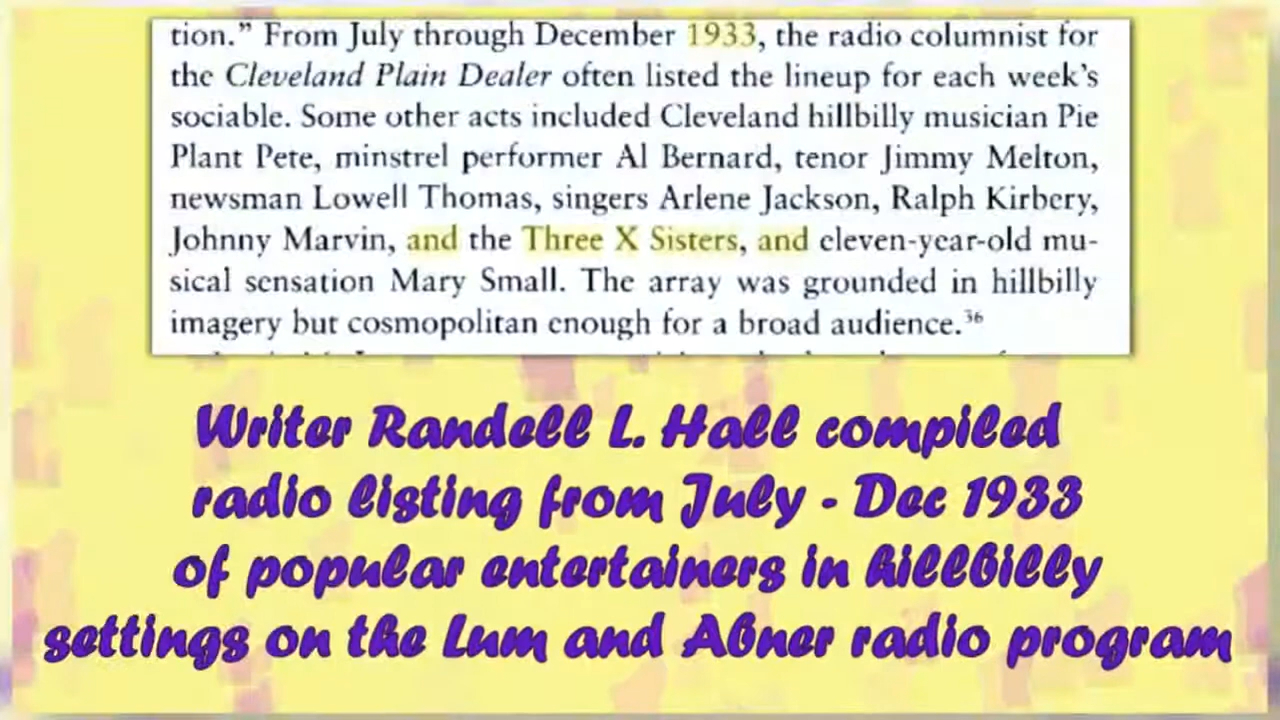 tion.” From July through December 1933, the radio columnist for
the Cleveland Plain Dealer often listed the lineup for each week’s
sociable. Some other acts included Cleveland hillbilly musician Pie
Plant Pete, minstrel performer Al Bernard, tenor Jimmy Melton,
newsman Lowell Thomas, singers Arlene Jackson, Ralph Kirbery,
Johnny Marvin, and the Three X Sisters, and eleven-year-old mu-
sical sensation Mary Small. The array was grounded in hillbilly
imagery but cosmopolitan enough for a broad audience.36
Writer Randell L. Hall compiled
radio listing from July - Dec 1933
of popular entertainers in hillbilly
settings on the Lum and Abner radio program